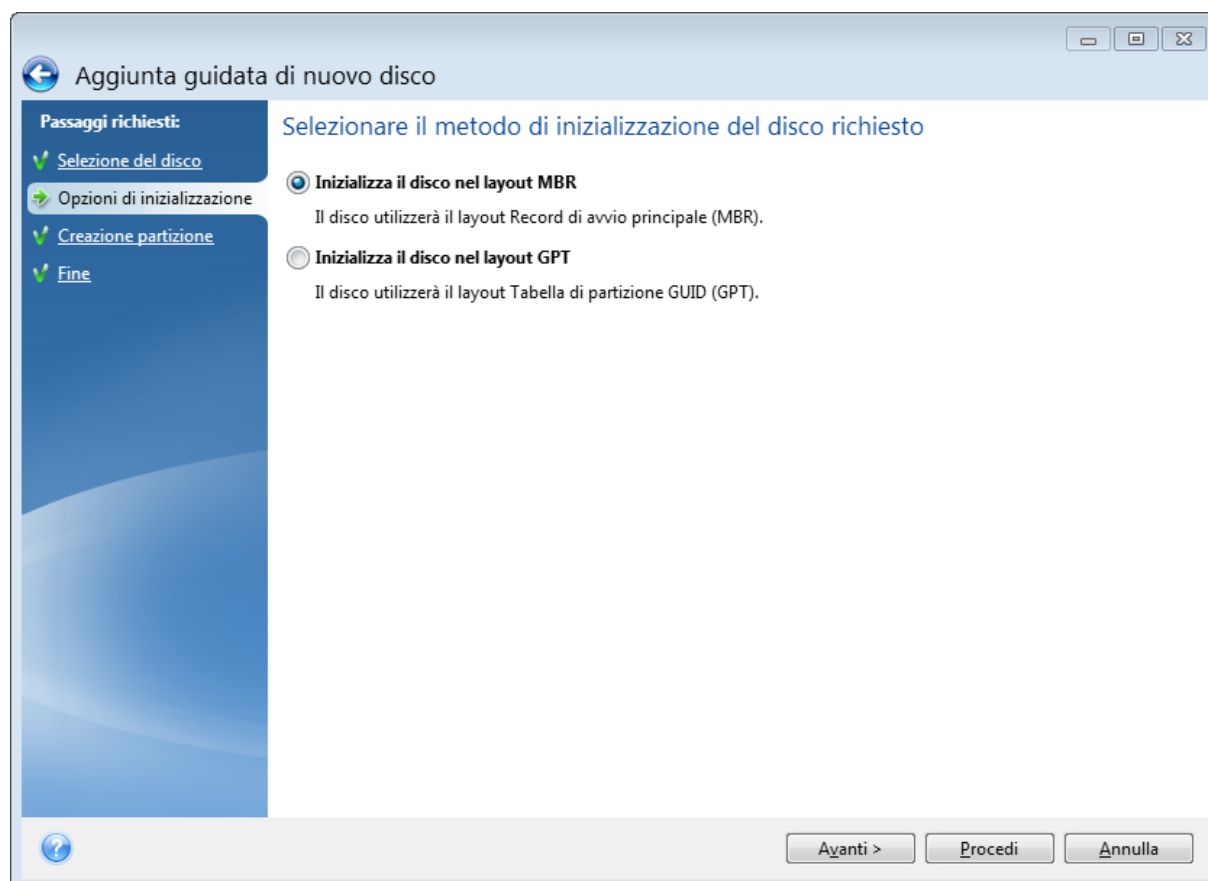 Aggiunta guidata di nuovo disco
Passaggi richiesti:
Selezione del disco
Opzioni di inizializzazione
Creazione partizione
Fine
Selezionare il metodo di inizializzazione del disco richiesto
Inizializza il disco nel layout MBR
Il disco utilizzerà il layout Record di avvio principale (MBR).
Inizializza il disco nel layout GPT
Il disco utilizzerà il layout Tabella di partizione GUID (GPT).
?
Avanti >
Procedi
Annulla